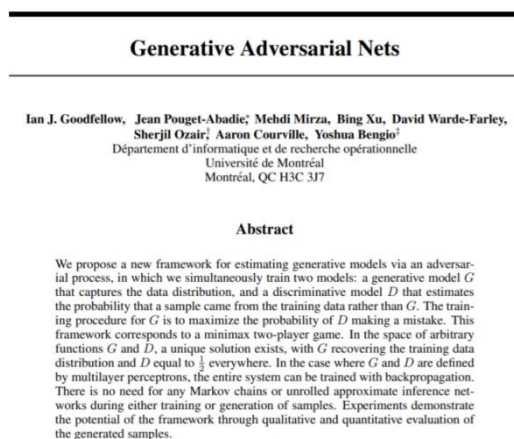 Generative Adversarial Nets
Ian J. Goodfellow, Jean Pouget-Abadie,* Mehdi Mirza, Bing Xu, David Warde-Farley,
Sherjil Ozair,† Aaron Courville, Yoshua Bengio‡
Département d'informatique et de recherche opérationnelle
Université de Montréal
Montréal, QC H3C 3J7
Abstract
We propose a new framework for estimating generative models via an adversar-
ial process, in which we simultaneously train two models: a generative model G
that captures the data distribution, and a discriminative model D that estimates
the probability that a sample came from the training data rather than G. The train-
ing procedure for G is to maximize the probability of D making a mistake. This
framework corresponds to a minimax two-player game. In the space of arbitrary
functions G and D, a unique solution exists, with G recovering the training data
distribution and D equal to 1/2 everywhere. In the case where G and D are defined
by multilayer perceptrons, the entire system can be trained with backpropagation.
There is no need for any Markov chains or unrolled approximate inference net-
works during either training or generation of samples. Experiments demonstrate
the potential of the framework through qualitative and quantitative evaluation of
the generated samples.